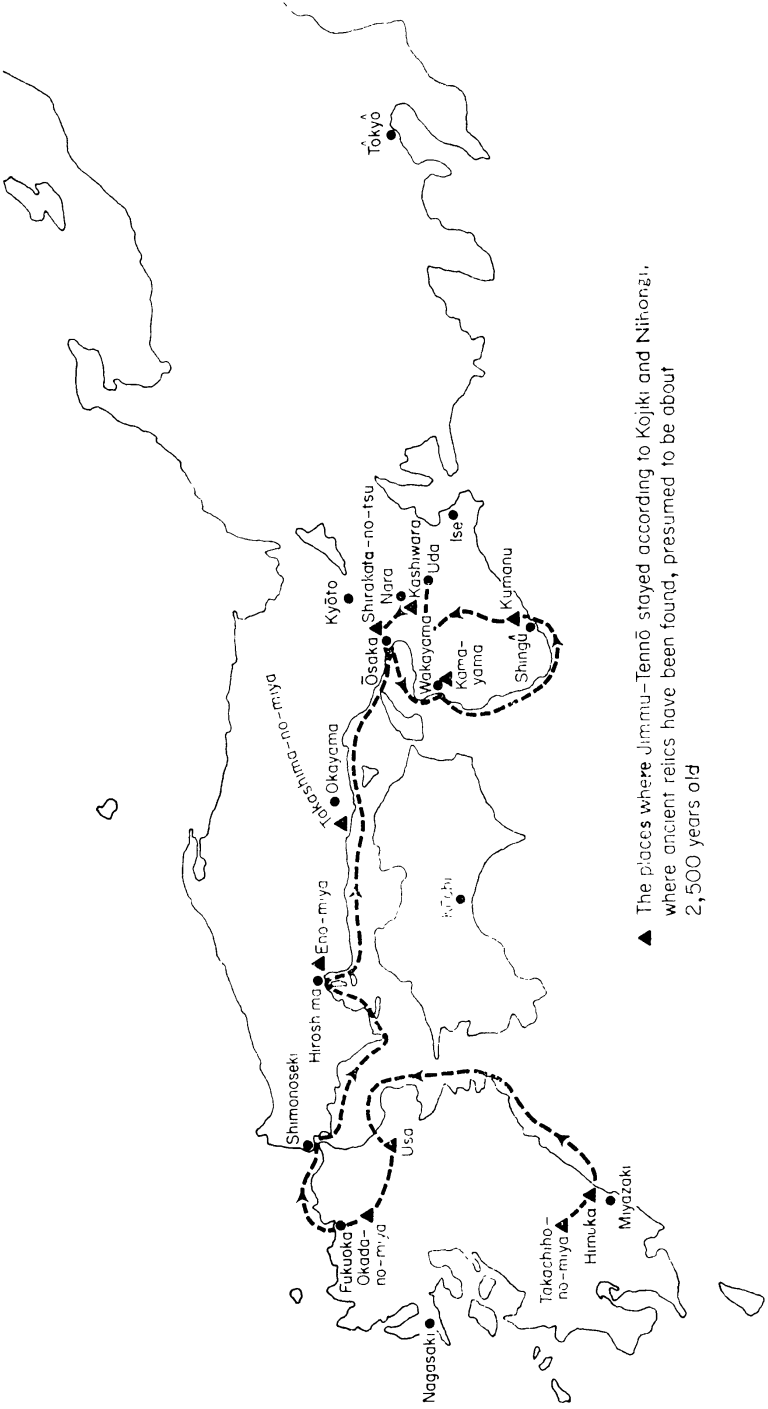 Tôkyô
Kyōto
Ōsaka
Shirakata-no-tsu
Nara
Kashiwara
Uda
Ise
Wakayama
Kama-
yama
Kumanu
Shingû
Takashima-no-miya
Okayama
Eno-miya
Hiroshima
Kōchi
Shimonoseki
Usa
Fukuoka
Okada-
no-miya
Nagasaki
Takachiho-
no-miya
Himuka
Miyazaki
▲ The places where Jimmu-Tennō stayed according to Kojiki and Nihongi,
where ancient relics have been found, presumed to be about
2,500 years old